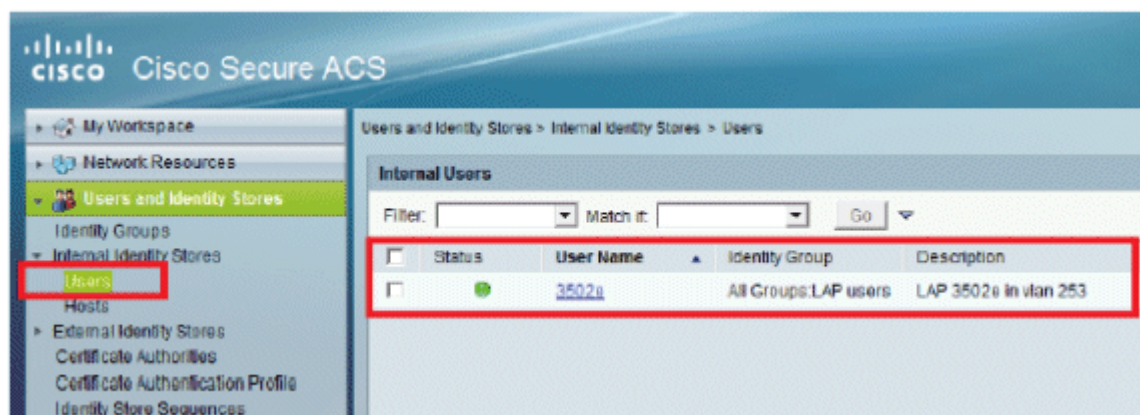 CISCO Cisco Secure ACS
My Workspace
Network Resources
Users and Identity Stores
Identity Groups
Internal Identity Stores
Users
Hosts
External Identity Stores
Certificate Authorities
Certificate Authentication Profile
Identity Store Sequences
Users and Identity Stores > Internal Identity Stores > Users
Internal Users
Filter: Match if: Go
Status User Name Identity Group Description
3502e All Groups:LAP users LAP 3502e in vlan 253